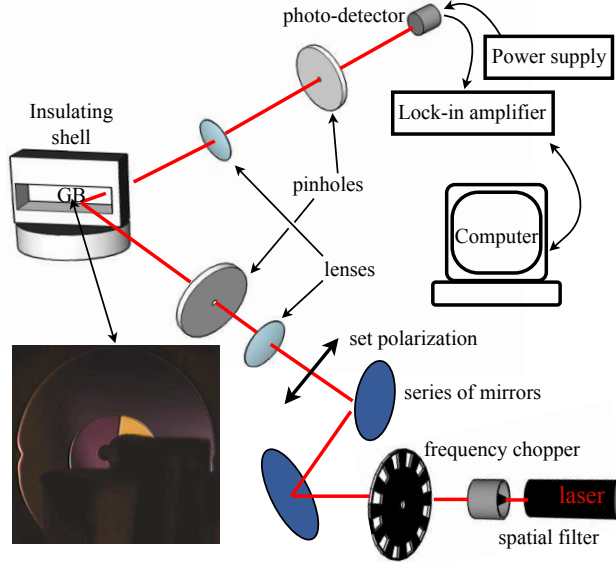 photo-detector
Power supply
Lock-in amplifier
Insulating
shell
GB
pinholes
Computer
lenses
set polarization
series of mirrors
frequency chopper
laser
spatial filter